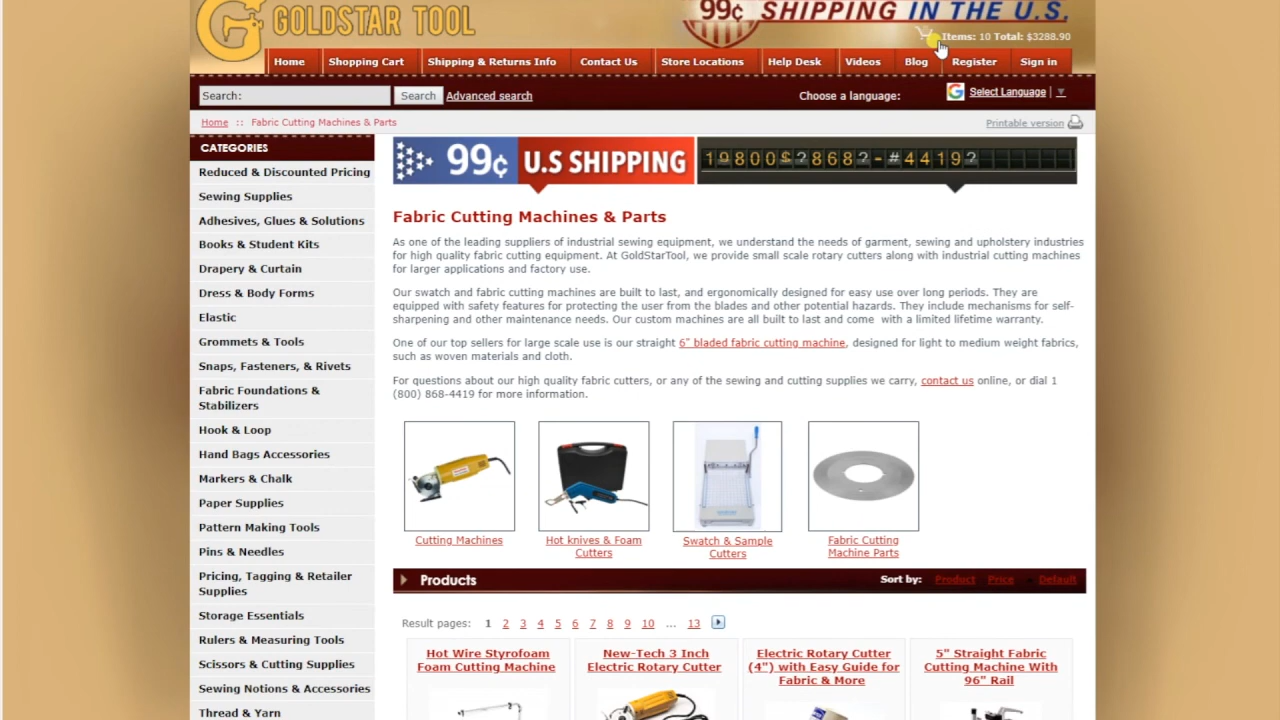 GOLDSTAR TOOL
99¢ SHIPPING IN THE U.S.
Items: 10 Total: $3288.90
Home
Shopping Cart
Shipping & Returns Info
Contact Us
Store Locations
Help Desk
Videos
Blog
Register
Sign in
Search:
Search
Advanced search
Choose a language:
G
Select Language
▼
Home :: Fabric Cutting Machines & Parts
Printable version
CATEGORIES
Reduced & Discounted Pricing
Sewing Supplies
Adhesives, Glues & Solutions
Books & Student Kits
Drapery & Curtain
Dress & Body Forms
Elastic
Grommets & Tools
Snaps, Fasteners, & Rivets
Fabric Foundations &
Stabilizers
Hook & Loop
Hand Bags Accessories
Markers & Chalk
Paper Supplies
Pattern Making Tools
Pins & Needles
Pricing, Tagging & Retailer
Supplies
Storage Essentials
Rulers & Measuring Tools
Scissors & Cutting Supplies
Sewing Notions & Accessories
Thread & Yarn
99¢ U.S SHIPPING
Fabric Cutting Machines & Parts
As one of the leading suppliers of industrial sewing equipment, we understand the needs of garment, sewing and upholstery industries
for high quality fabric cutting equipment. At GoldStarTool, we provide small scale rotary cutters along with industrial cutting machines
for larger applications and factory use.
Our swatch and fabric cutting machines are built to last, and ergonomically designed for easy use over long periods. They are
equipped with safety features for protecting the user from the blades and other potential hazards. They include mechanisms for self-
sharpening and other maintenance needs. Our custom machines are all built to last and come with a limited lifetime warranty.
One of our top sellers for large scale use is our straight 6" bladed fabric cutting machine, designed for light to medium weight fabrics,
such as woven materials and cloth.
For questions about our high quality fabric cutters, or any of the sewing and cutting supplies we carry, contact us online, or dial 1
(800) 868-4419 for more information.
Cutting Machines
Hot knives & Foam
Cutters
Swatch & Sample
Cutters
Fabric Cutting
Machine Parts
Products
Sort by: Product Price Default
Result pages: 1 2 3 4 5 6 7 8 9 10 ... 13
Hot Wire Styrofoam
Foam Cutting Machine
New-Tech 3 Inch
Electric Rotary Cutter
Electric Rotary Cutter
(4") with Easy Guide for
Fabric & More
5" Straight Fabric
Cutting Machine With
96" Rail